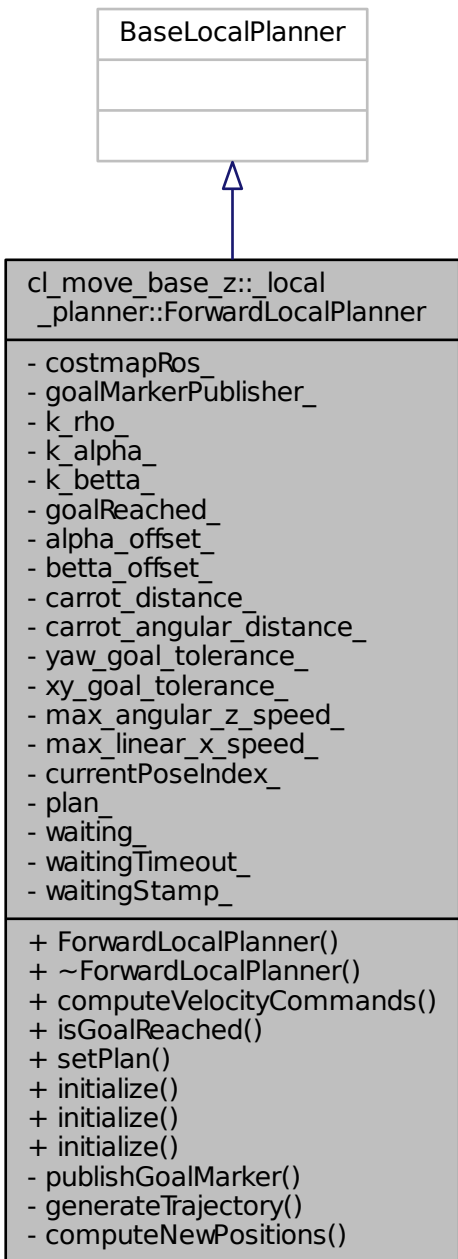 BaseLocalPlanner
cl_move_base_z::_local
_planner::ForwardLocalPlanner
- costmapRos_
- goalMarkerPublisher_
- k_rho_
- k_alpha_
- k_betta_
- goalReached_
- alpha_offset_
- betta_offset_
- carrot_distance_
- carrot_angular_distance_
- yaw_goal_tolerance_
- xy_goal_tolerance_
- max_angular_z_speed_
- max_linear_x_speed_
- currentPoseIndex_
- plan_
- waiting_
- waitingTimeout_
- waitingStamp_
+ ForwardLocalPlanner()
+ ~ForwardLocalPlanner()
+ computeVelocityCommands()
+ isGoalReached()
+ setPlan()
+ initialize()
+ initialize()
+ initialize()
- publishGoalMarker()
- generateTrajectory()
- computeNewPositions()